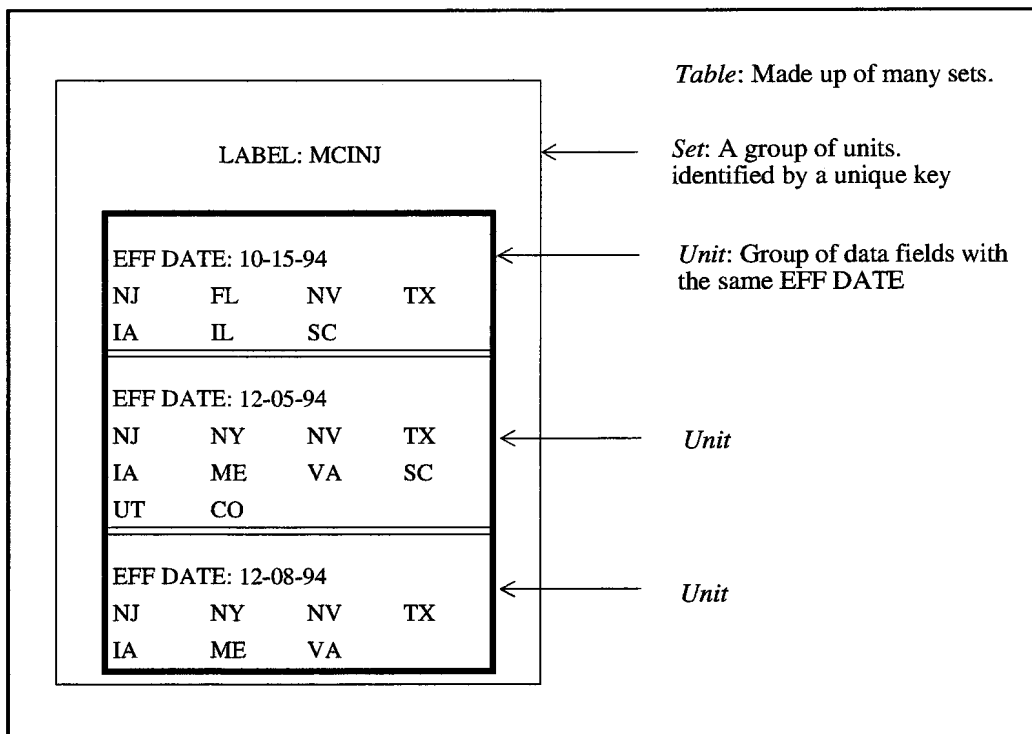 Table: Made up of many sets.
LABEL: MCINJ
Set: A group of units.
identified by a unique key
EFF DATE: 10-15-94
NJ FL NV TX
IA IL SC
Unit: Group of data fields with
the same EFF DATE
EFF DATE: 12-05-94
NJ NY NV TX
IA ME VA SC
UT CO
Unit
EFF DATE: 12-08-94
NJ NY NV TX
IA ME VA
Unit